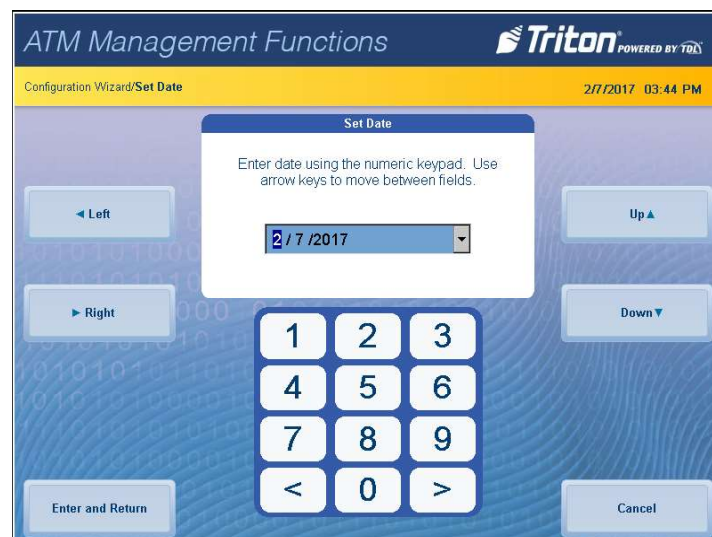 ATM Management Functions
Triton POWERED BY TDL
Configuration Wizard/Set Date
2/7/2017 03:44 PM
Set Date
Enter date using the numeric keypad. Use
arrow keys to move between fields.
◄ Left
Up▲
2 / 7 /2017
► Right
Down▼
1 2 3
4 5 6
7 8 9
< 0 >
Enter and Return
Cancel